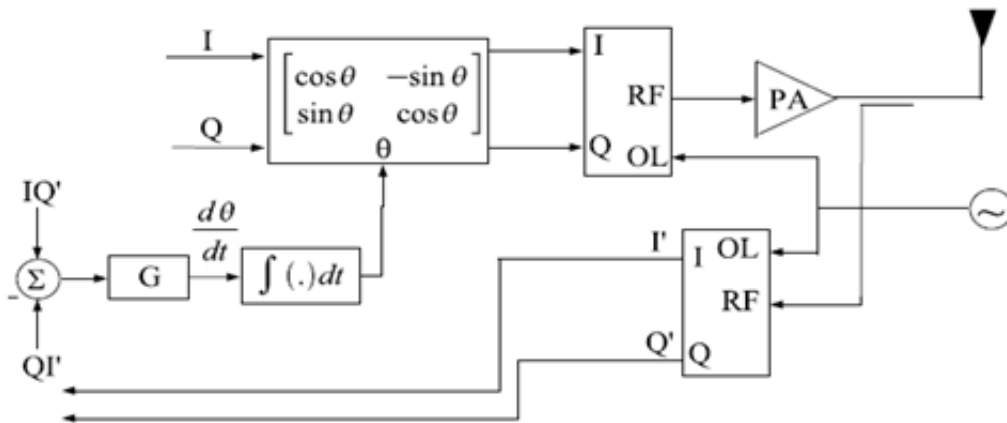 I
cosθ −sinθ
sinθ cosθ
θ
Q
I
RF
Q
OL
PA
IQ'
Σ
-
QI'
G
dθ
dt
∫ (.)dt
I'
I OL
RF
Q'
Q
~